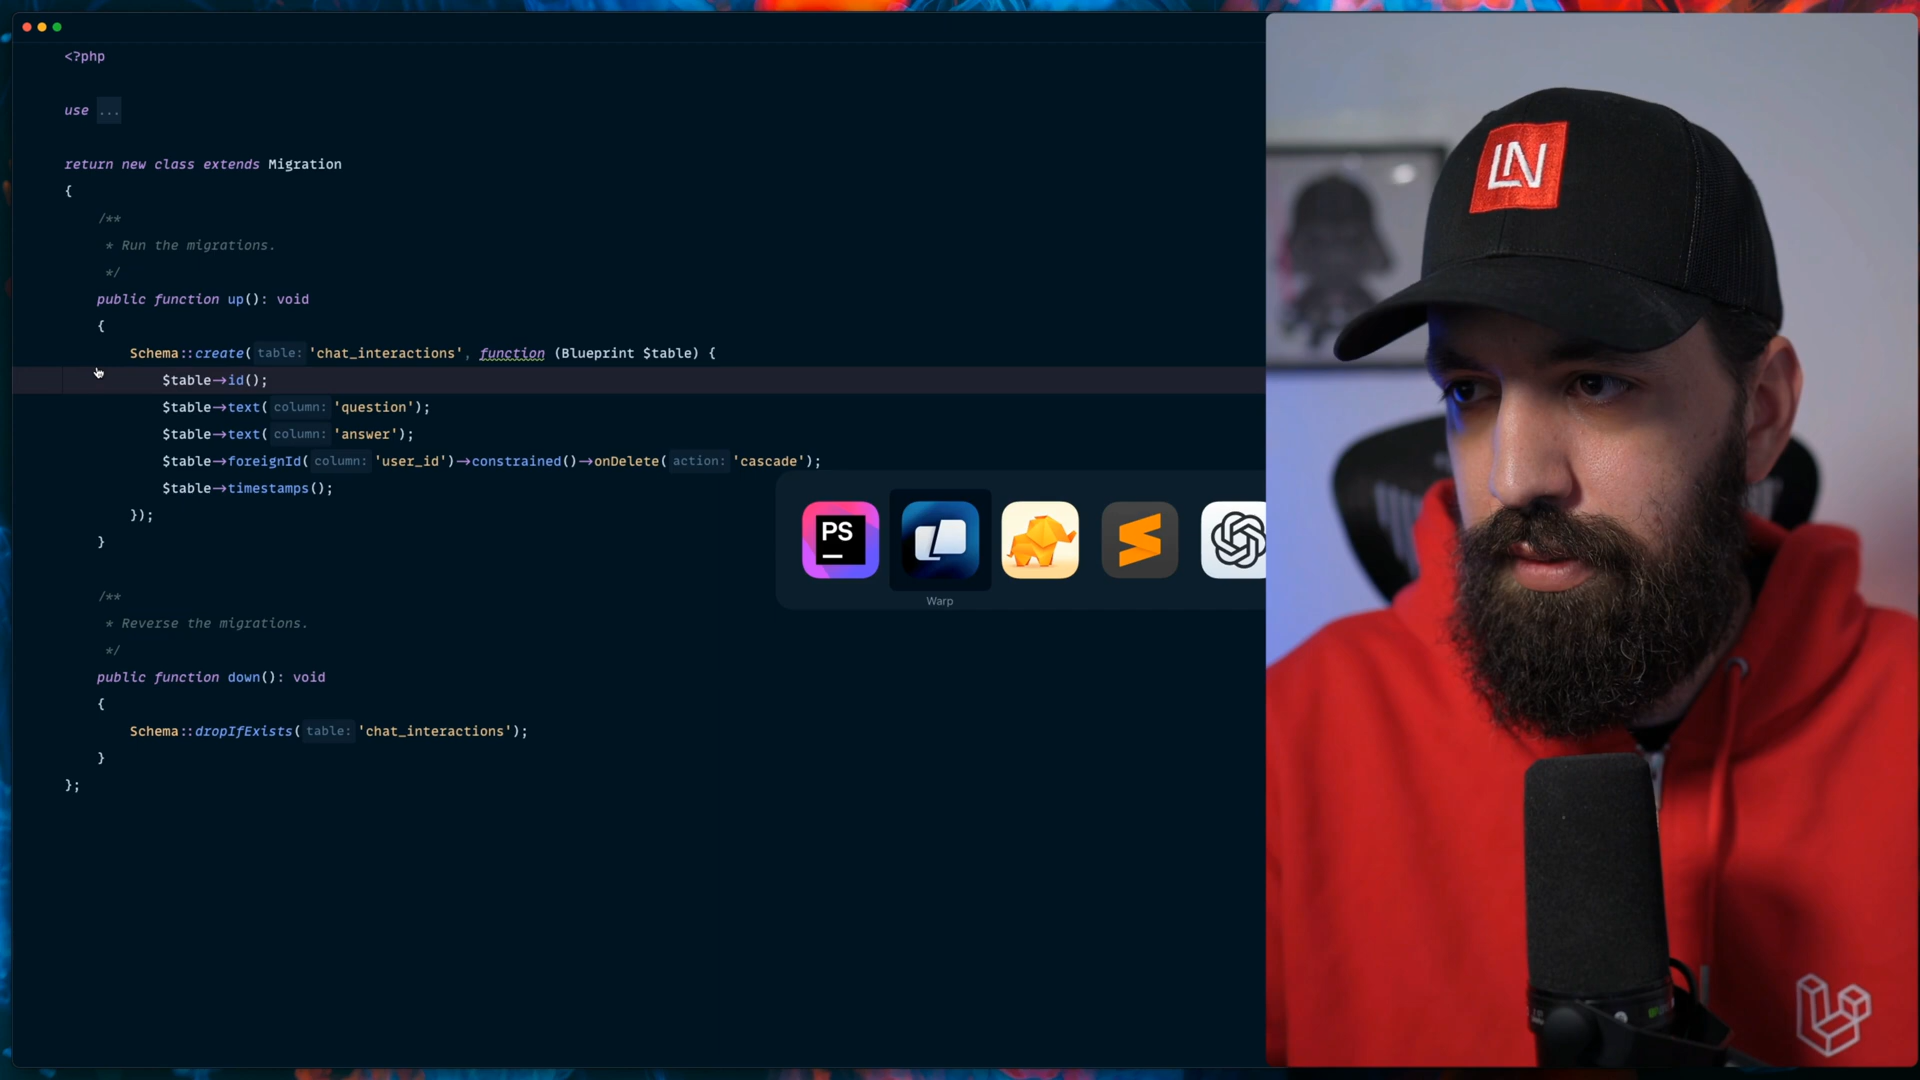 <?php
use ...
return new class extends Migration
{
/**
* Run the migrations.
*/
public function up(): void
{
Schema::create( table: 'chat_interactions', function (Blueprint $table) {
$table→id();
$table→text( column: 'question');
$table→text( column: 'answer');
$table→foreignId( column: 'user_id')→constrained()→onDelete( action: 'cascade');
$table→timestamps();
});
}
/**
* Reverse the migrations.
*/
public function down(): void
{
Schema::dropIfExists( table: 'chat_interactions');
}
};
PS
Warp
LN